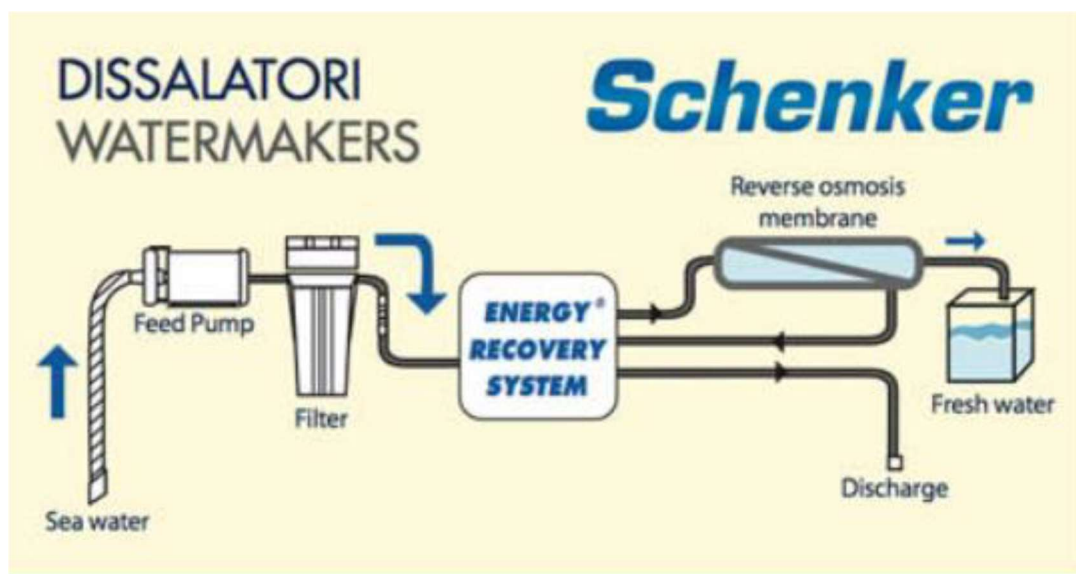 DISSALATORI
WATERMAKERS
Schenker
Reverse osmosis
membrane
Feed Pump
Filter
ENERGY®
RECOVERY
SYSTEM
Fresh water
Discharge
Sea water